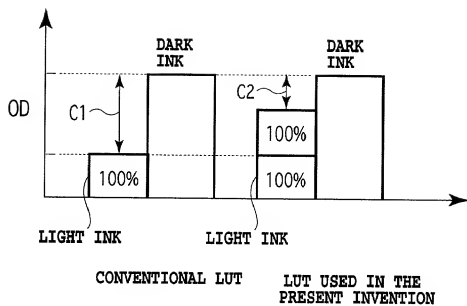 DARK
INK
DARK
INK
OD
C1
C2
100%
100%
100%
LIGHT INK
LIGHT INK
CONVENTIONAL LUT
LUT USED IN THE
PRESENT INVENTION